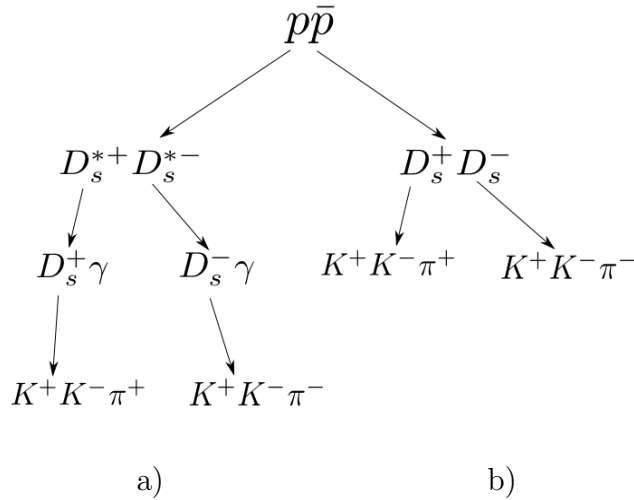 pp̄
D_s^{*+} D_s^{*-} D_s^+ D_s^-
D_s^+ γ D_s^- γ K^+ K^- π^+ K^+ K^- π^-
K^+ K^- π^+ K^+ K^- π^-
a) b)